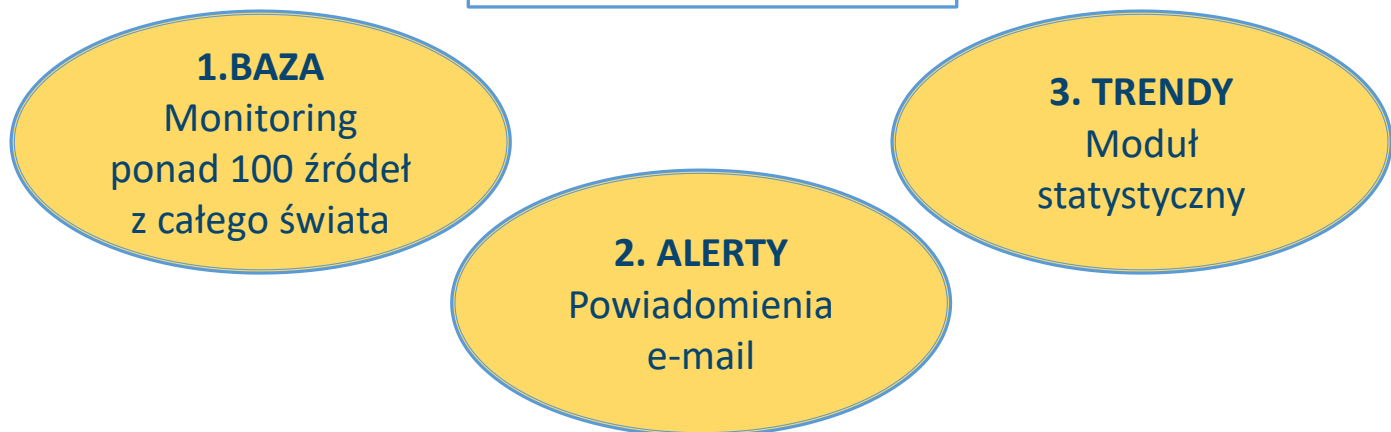 1.BAZA
Monitoring
ponad 100 źródeł
z całego świata
2. ALERTY
Powiadomienia
e-mail
3. TRENDY
Moduł
statystyczny